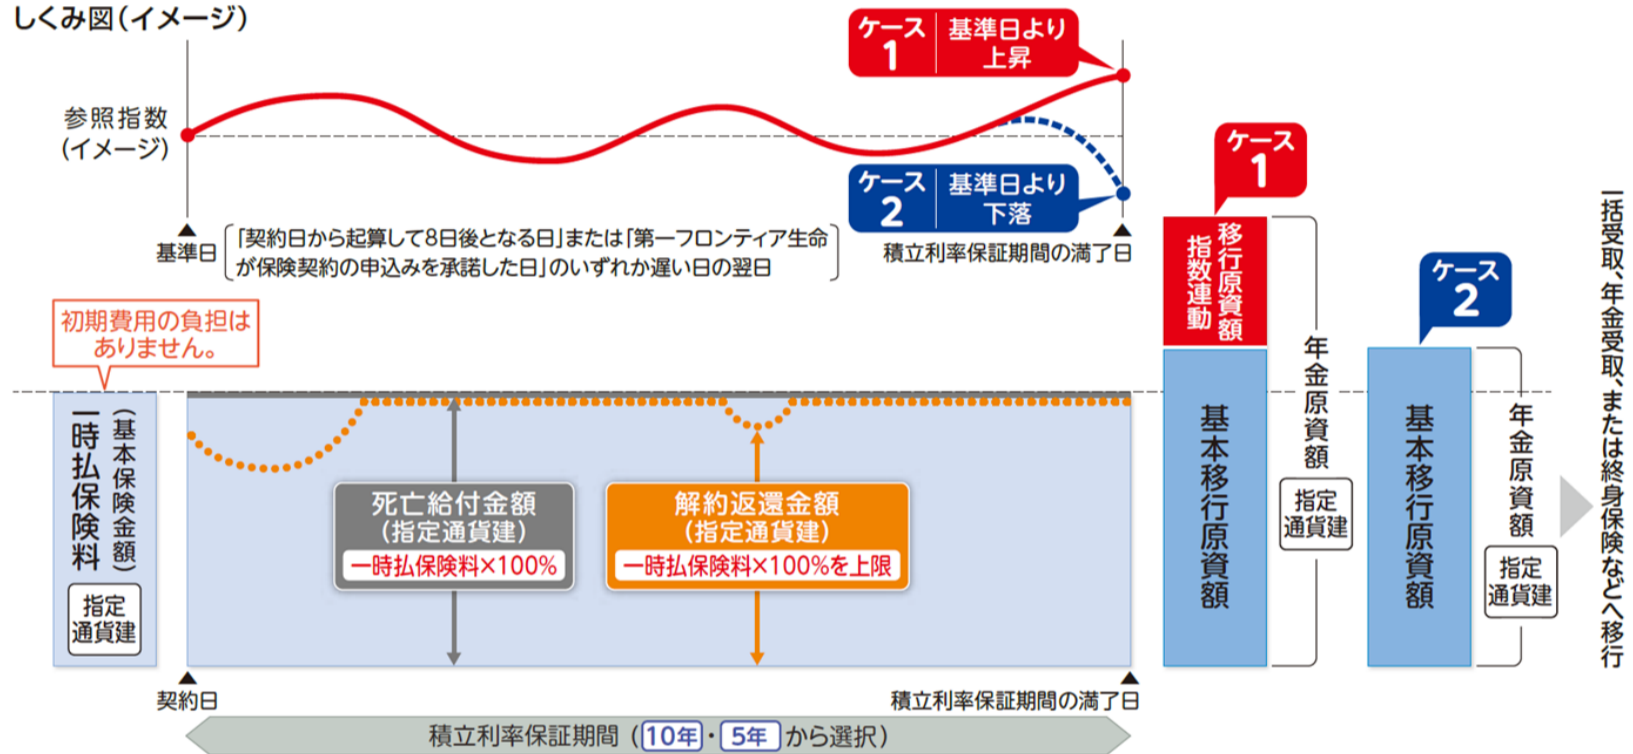 しくみ図(イメージ)
ケース
1
基準日より
上昇
参照指数
(イメージ)
ケース
2
基準日より
下落
基準日
「契約日から起算して8日後となる日」または「第一フロンティア生命
が保険契約の申込みを承諾した日」のいずれか遅い日の翌日
積立利率保証期間の満了日
初期費用の負担は
ありません。
一時払保険料
(基本保険金額)
指定
通貨建
死亡給付金額
(指定通貨建)
一時払保険料×100%
解約返還金額
(指定通貨建)
一時払保険料×100%を上限
契約日
積立利率保証期間の満了日
積立利率保証期間 (10年・5年から選択)
ケース
1
指数連動
移行原資額
基本移行原資額
年金原資額
指定
通貨建
ケース
2
基本移行原資額
年金原資額
指定
通貨建
一括受取、年金受取、または終身保険などへ移行